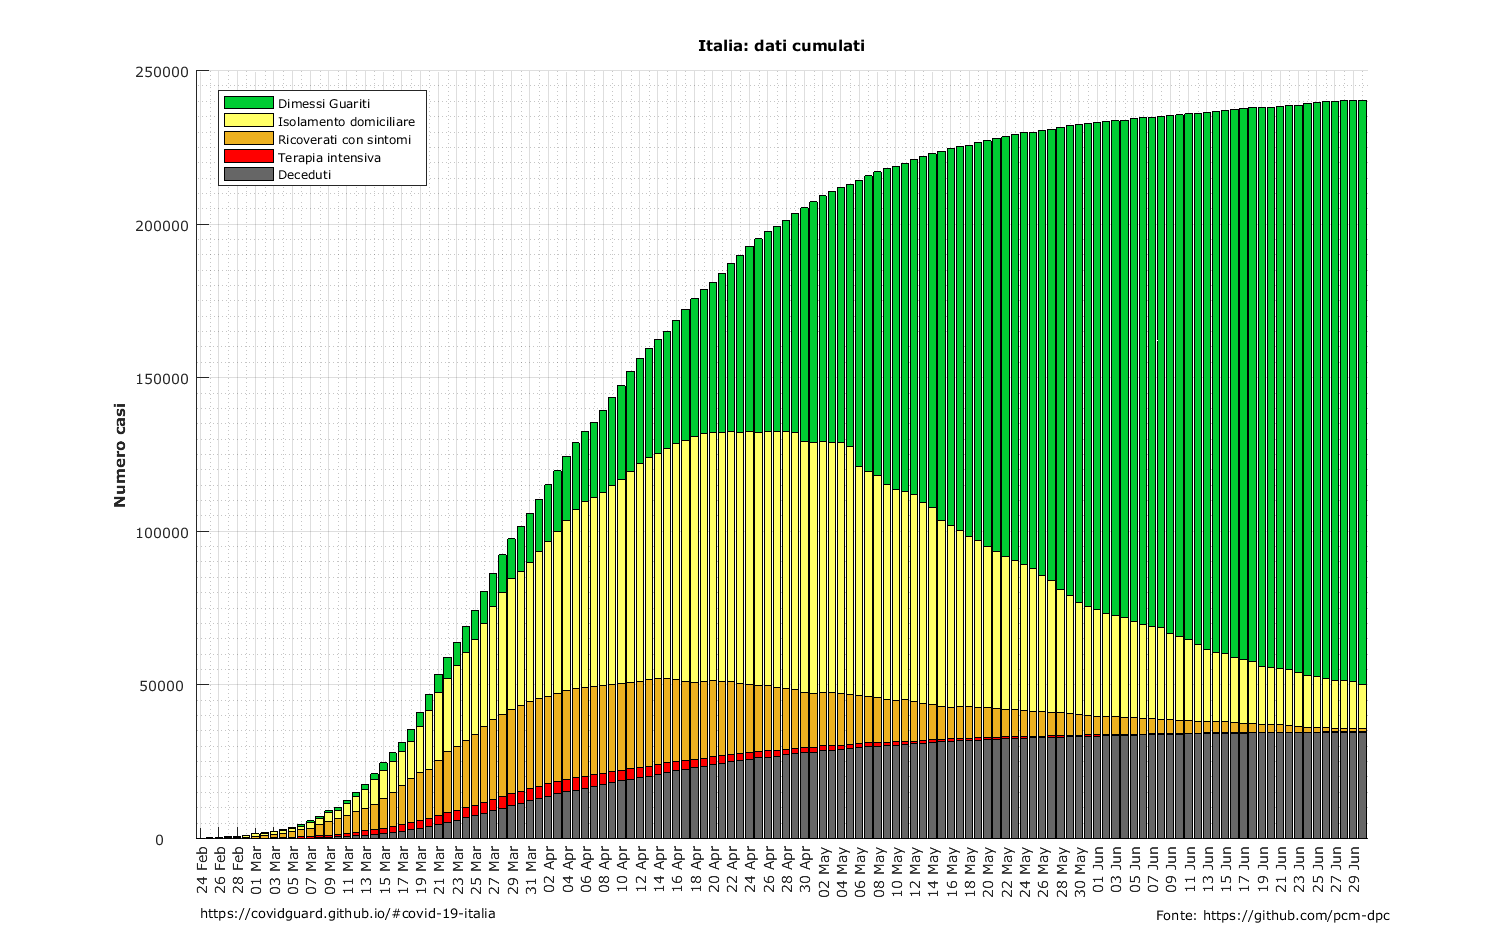 Italia: dati cumulati
250000
200000
150000
100000
50000
0
Numero casi
Dimessi Guariti
Isolamento domiciliare
Ricoverati con sintomi
Terapia intensiva
Deceduti
24 Feb
26 Feb
28 Feb
01 Mar
03 Mar
05 Mar
07 Mar
09 Mar
11 Mar
13 Mar
15 Mar
17 Mar
19 Mar
21 Mar
23 Mar
25 Mar
27 Mar
29 Mar
31 Mar
02 Apr
04 Apr
06 Apr
08 Apr
10 Apr
12 Apr
14 Apr
16 Apr
18 Apr
20 Apr
22 Apr
24 Apr
26 Apr
28 Apr
30 Apr
02 May
04 May
06 May
08 May
10 May
12 May
14 May
16 May
18 May
20 May
22 May
24 May
26 May
28 May
30 May
01 Jun
03 Jun
05 Jun
07 Jun
09 Jun
11 Jun
13 Jun
15 Jun
17 Jun
19 Jun
21 Jun
23 Jun
25 Jun
27 Jun
29 Jun
https://covidguard.github.io/#covid-19-italia
Fonte: https://github.com/pcm-dpc